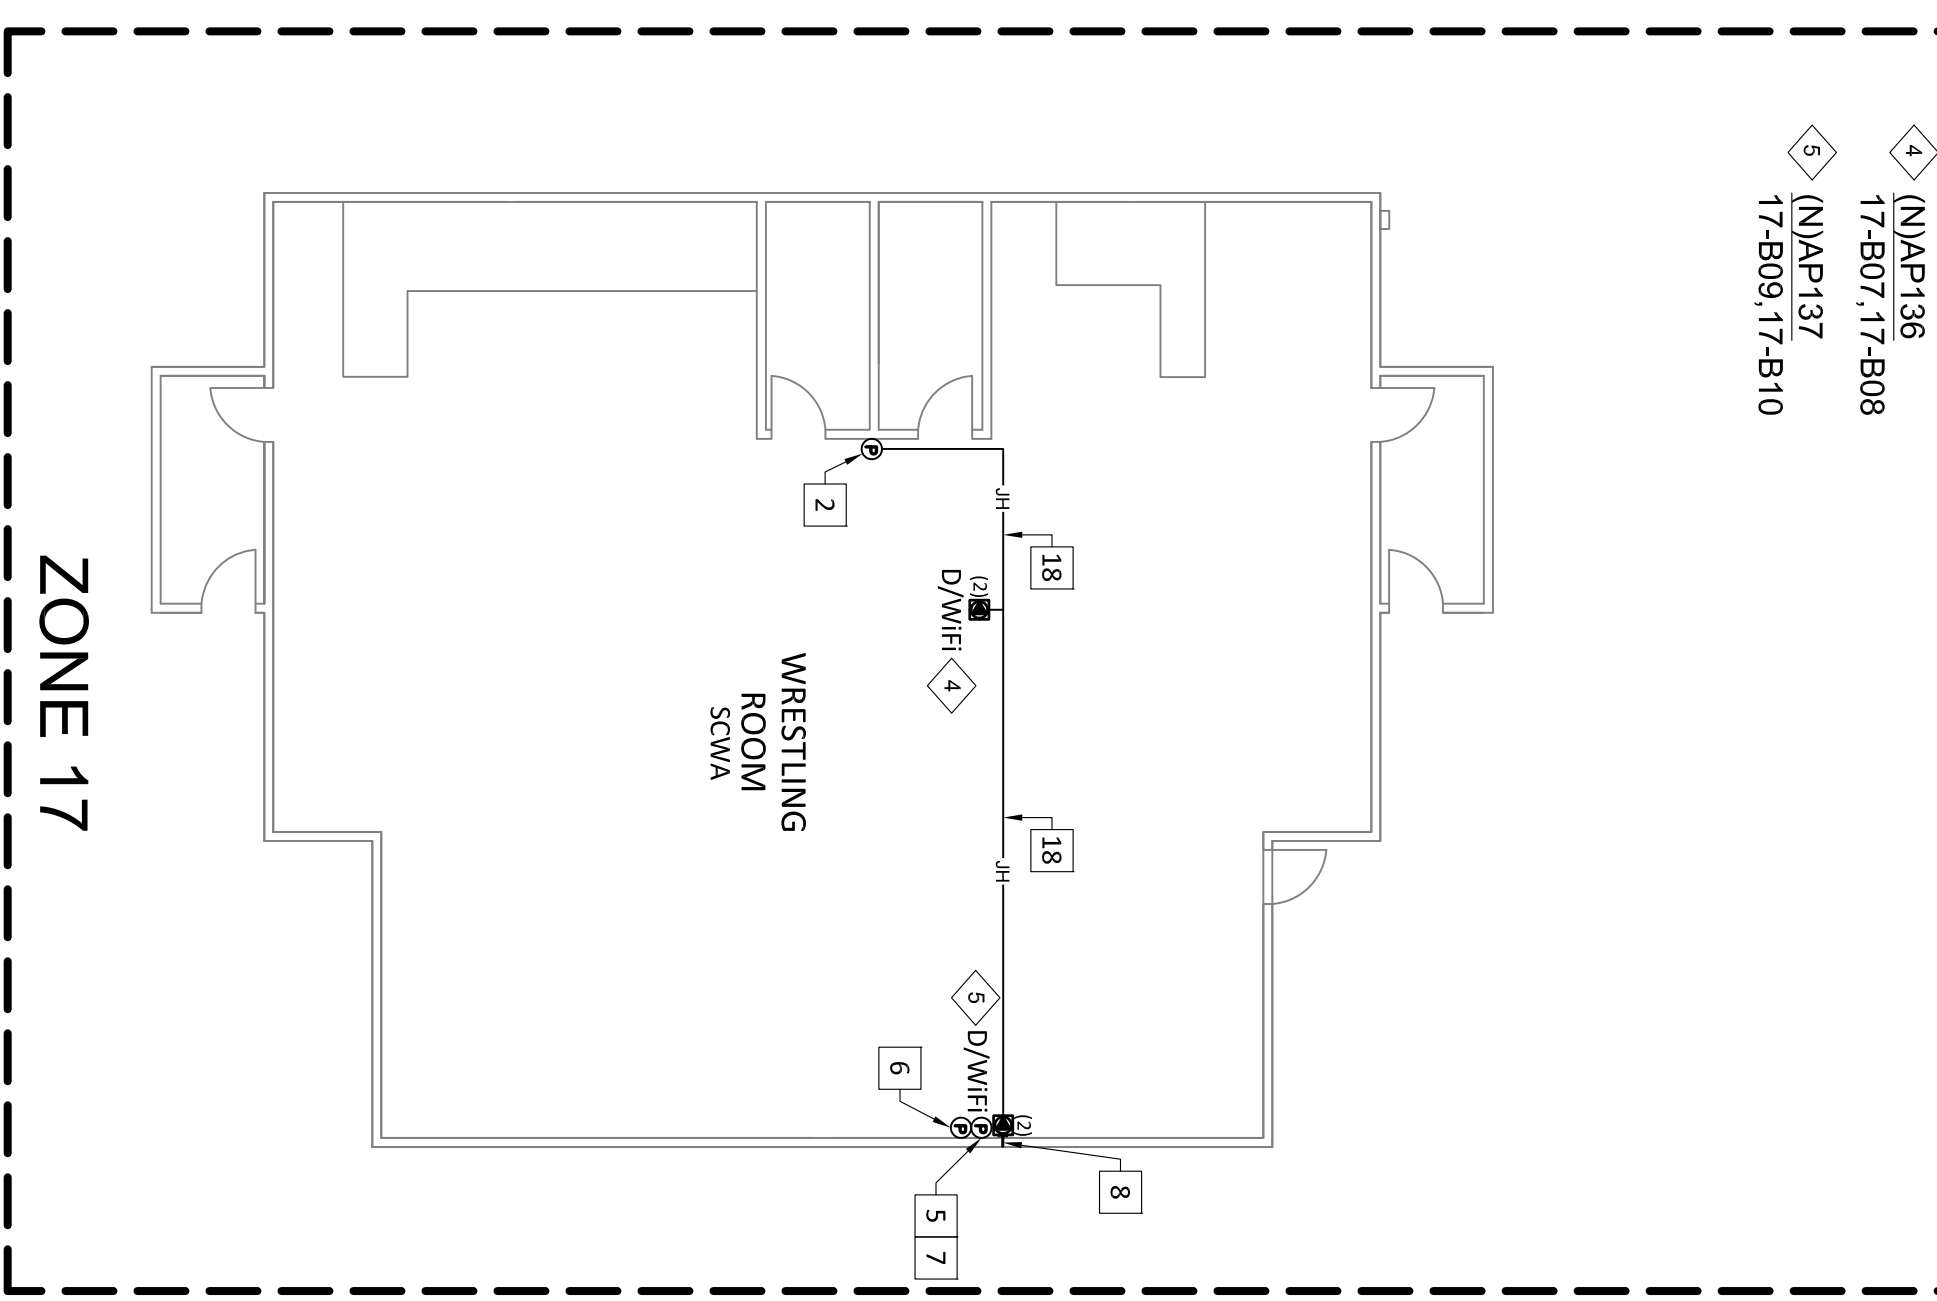 4
(N)AP136
17-B07,17-B08
5
(N)AP137
17-B09,17-B10
P
2
JH
18
(2)
D/WiFi
4
18
JH
WRESTLING
ROOM
SCWA
5
D/WiFi
(2)
6
P
P
8
5
7
ZONE 17